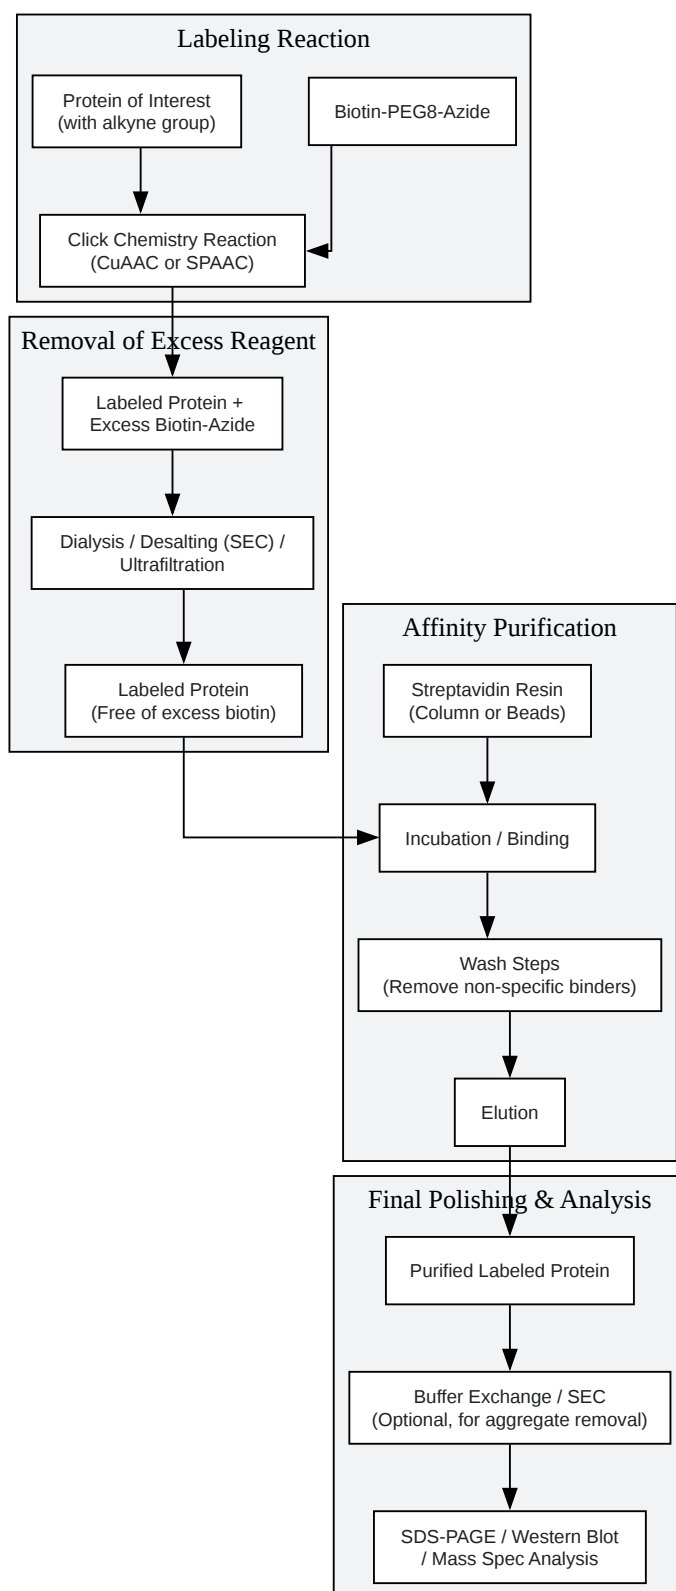 Labeling Reaction
Protein of Interest
(with alkyne group)
Biotin-PEG8-Azide
Click Chemistry Reaction
(CuAAC or SPAAC)
Removal of Excess Reagent
Labeled Protein +
Excess Biotin-Azide
Dialysis / Desalting (SEC) /
Ultrafiltration
Labeled Protein
(Free of excess biotin)
Affinity Purification
Streptavidin Resin
(Column or Beads)
Incubation / Binding
Wash Steps
(Remove non-specific binders)
Elution
Final Polishing & Analysis
Purified Labeled Protein
Buffer Exchange / SEC
(Optional, for aggregate removal)
SDS-PAGE / Western Blot
/ Mass Spec Analysis